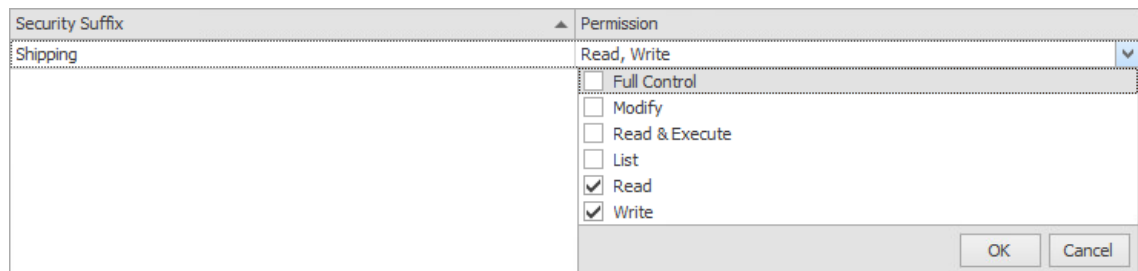 Security Suffix Permission
Shipping Read, Write
Full Control
Modify
Read & Execute
List
Read
Write
OK Cancel